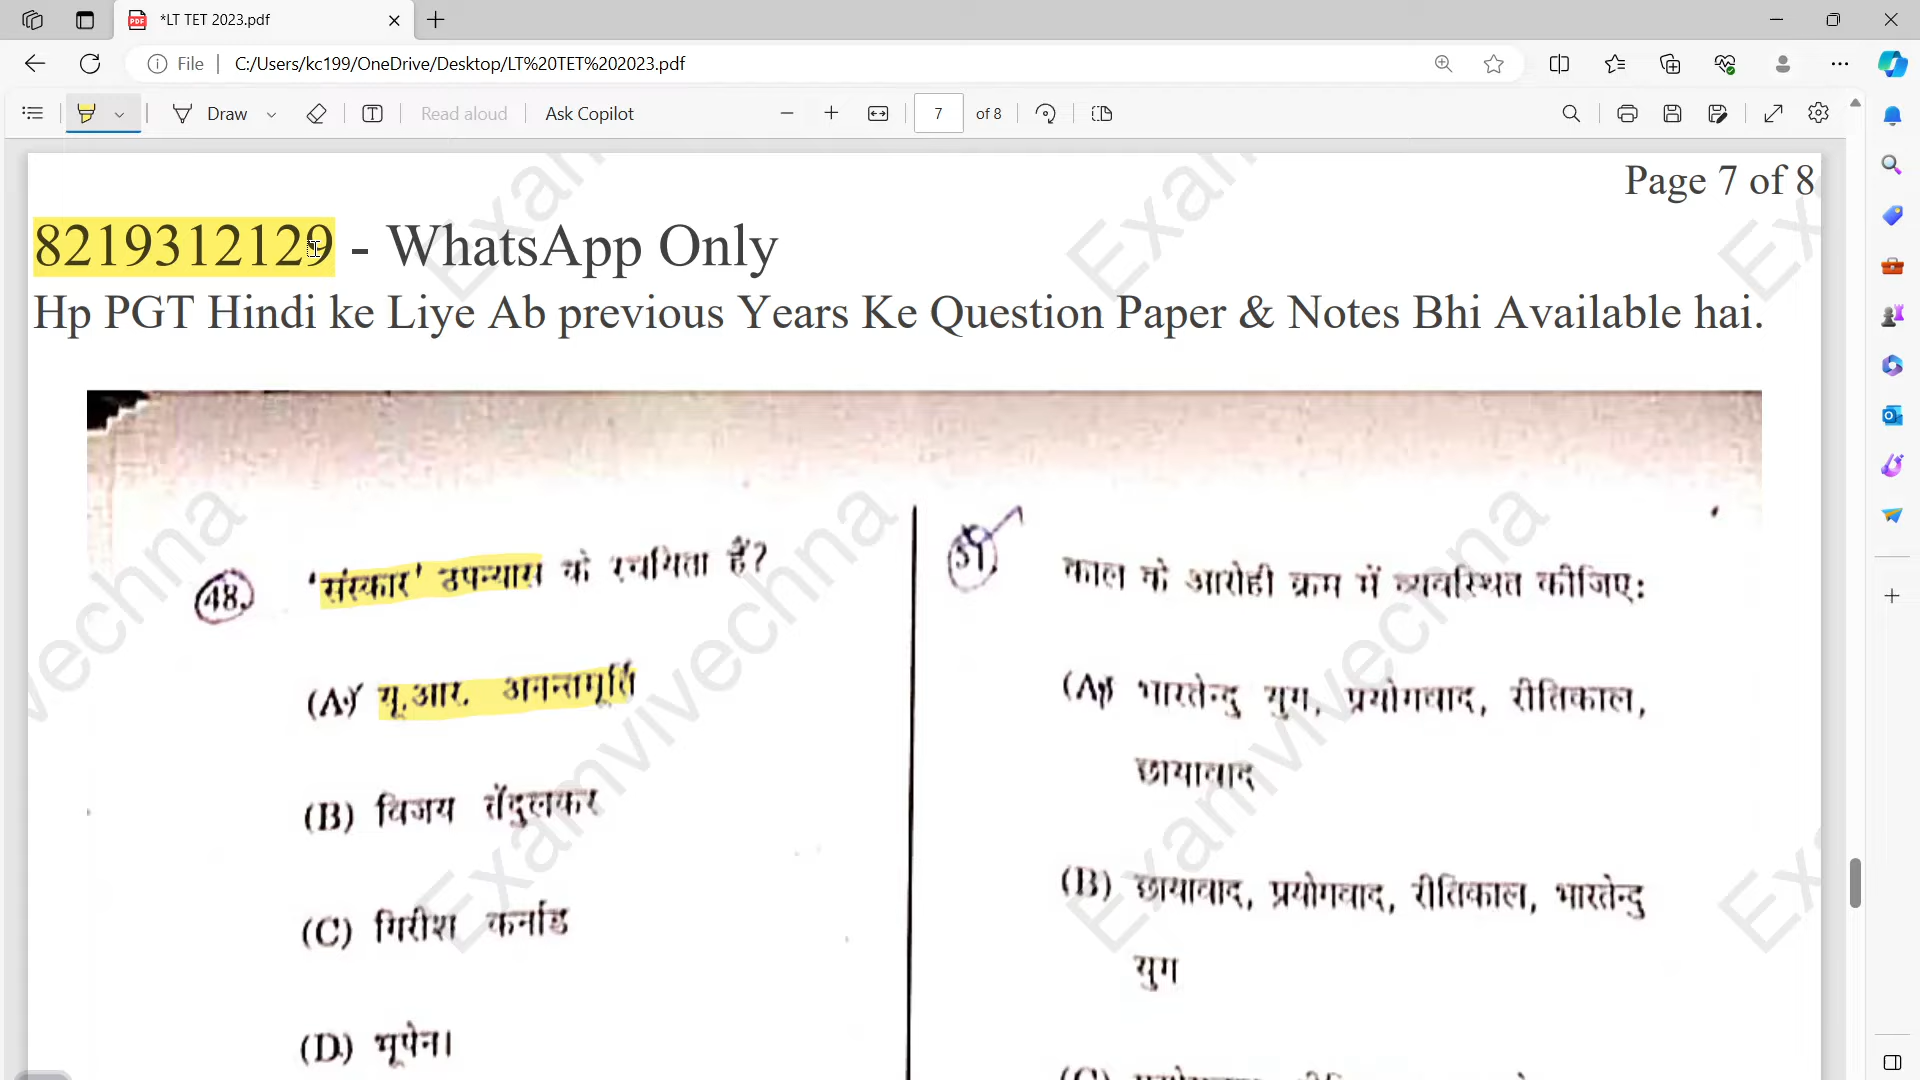 *LT TET 2023.pdf
File
C:/Users/kc199/OneDrive/Desktop/LT%20TET%202023.pdf
Draw
Read aloud
Ask Copilot
7
of 8
Page 7 of 8
8219312129 - WhatsApp Only
Hp PGT Hindi ke Liye Ab previous Years Ke Question Paper & Notes Bhi Available hai.
48. 'संस्कार' उपन्यास के रचयिता हैं?
(A) यू.आर. अनन्तमूर्ति
(B) विजय तेंदुलकर
(C) गिरीश कर्नाड
(D) भूपेन।
51. काल को आरोही क्रम में व्यवस्थित कीजिए:
(A) भारतेन्दु युग, प्रयोगवाद, रीतिकाल,
छायावाद
(B) छायावाद, प्रयोगवाद, रीतिकाल, भारतेन्दु
युग
Examvivechna